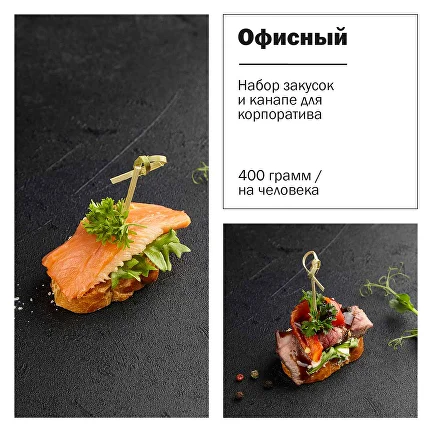 Офисный
Набор закусок
и канапе для
корпоратива
400 грамм /
на человека